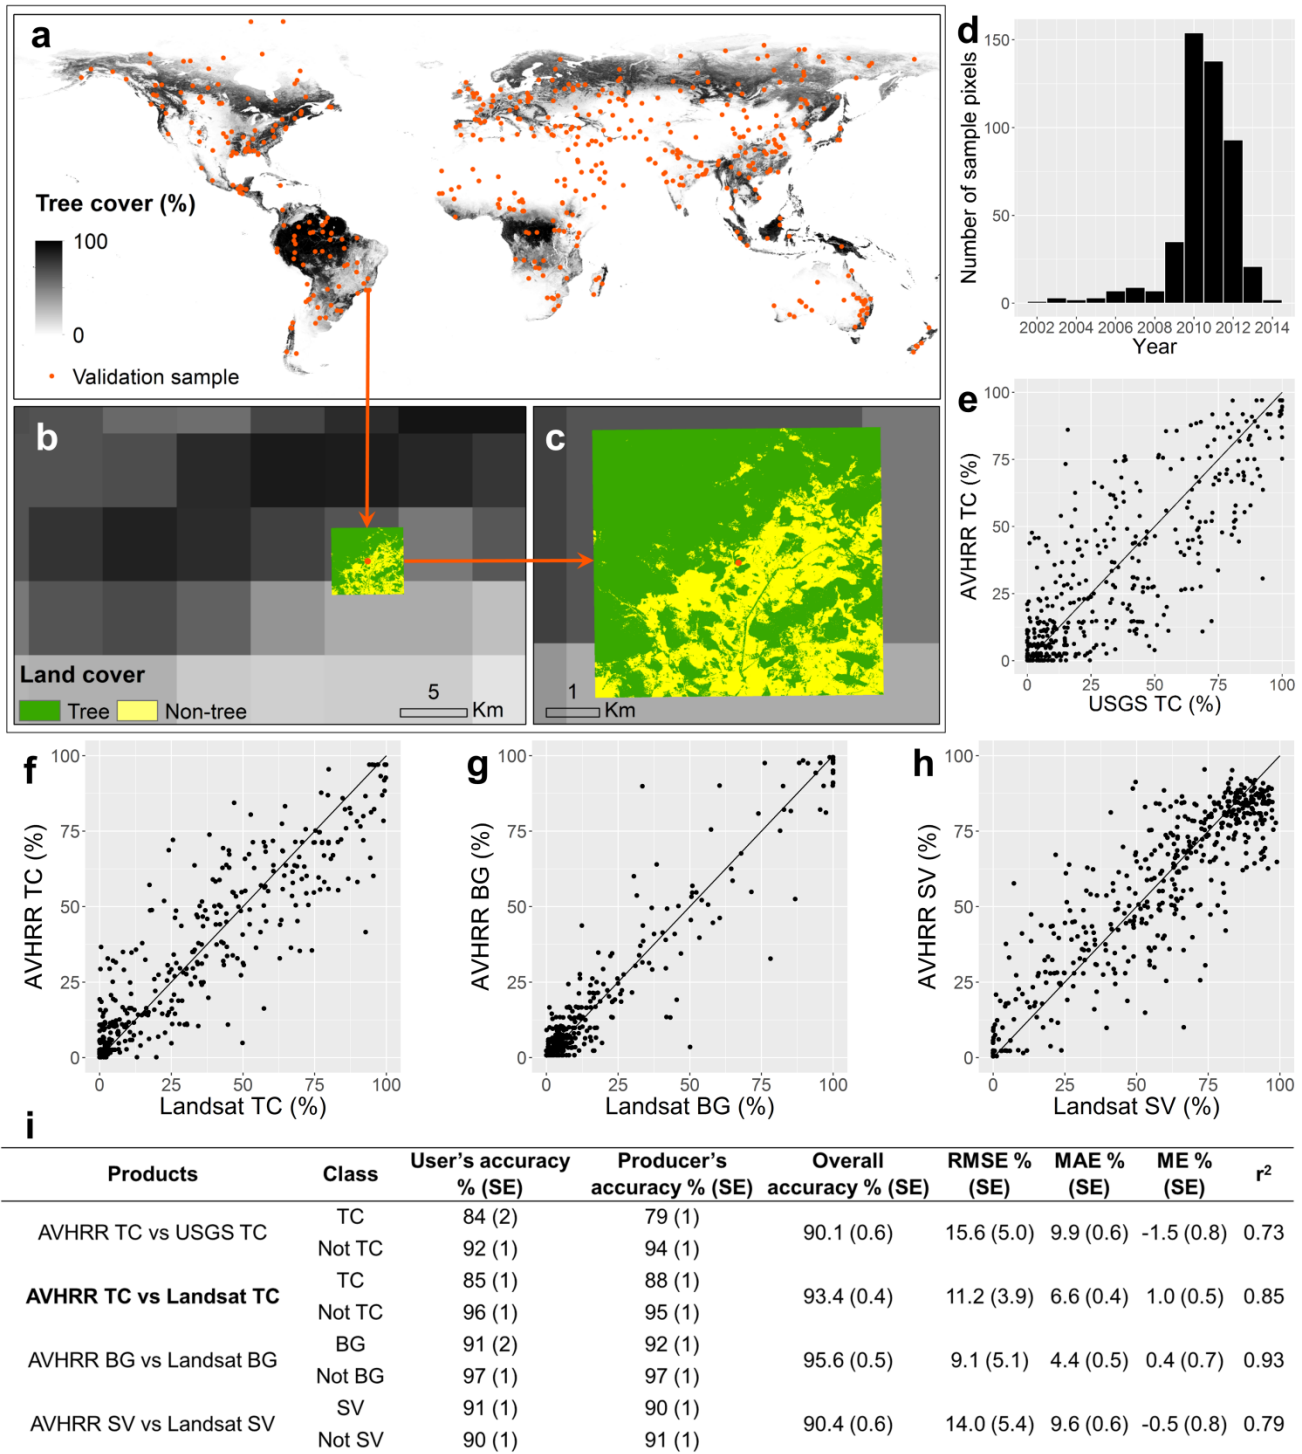 a
Tree cover (%)
100
0
Validation sample
b
Land cover
Tree
Non-tree
5
Km
c
1
Km
d
Number of sample pixels
150
100
50
0
2002 2004 2006 2008 2010 2012 2014
Year
e
AVHRR TC (%)
100
75
50
25
0
0 25 50 75 100
USGS TC (%)
f
AVHRR TC (%)
100
75
50
25
0
0 25 50 75 100
Landsat TC (%)
g
AVHRR BG (%)
100
75
50
25
0
0 25 50 75 100
Landsat BG (%)
h
AVHRR SV (%)
100
75
50
25
0
0 25 50 75 100
Landsat SV (%)
i
Products Class User's accuracy % (SE) Producer's accuracy % (SE) Overall accuracy % (SE) RMSE % (SE) MAE % (SE) ME % (SE) r²
AVHRR TC vs USGS TC TC 84 (2) 79 (1) 90.1 (0.6) 15.6 (5.0) 9.9 (0.6) -1.5 (0.8) 0.73
Not TC 92 (1) 94 (1)
AVHRR TC vs Landsat TC TC 85 (1) 88 (1) 93.4 (0.4) 11.2 (3.9) 6.6 (0.4) 1.0 (0.5) 0.85
Not TC 96 (1) 95 (1)
AVHRR BG vs Landsat BG BG 91 (2) 92 (1) 95.6 (0.5) 9.1 (5.1) 4.4 (0.5) 0.4 (0.7) 0.93
Not BG 97 (1) 97 (1)
AVHRR SV vs Landsat SV SV 91 (1) 90 (1) 90.4 (0.6) 14.0 (5.4) 9.6 (0.6) -0.5 (0.8) 0.79
Not SV 90 (1) 91 (1)